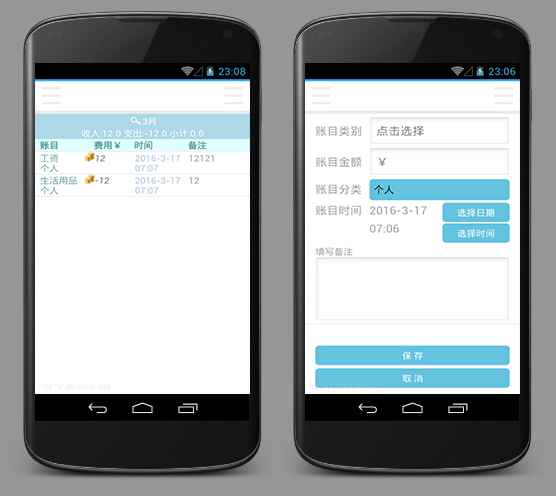 23:08
3月
收入:12.0 支出:-12.0 小计:0.0
账目 费用￥ 时间 备注
工资 12 2016-3-17 12121
个人 07:07
生活用品 -12 2016-3-17 12
个人 07:07
free for personal use
23:06
账目类别 点击选择
账目金额 ￥
账目分类 个人
账目时间 2016-3-17 选择日期
07:06 选择时间
填写备注
保存
取消